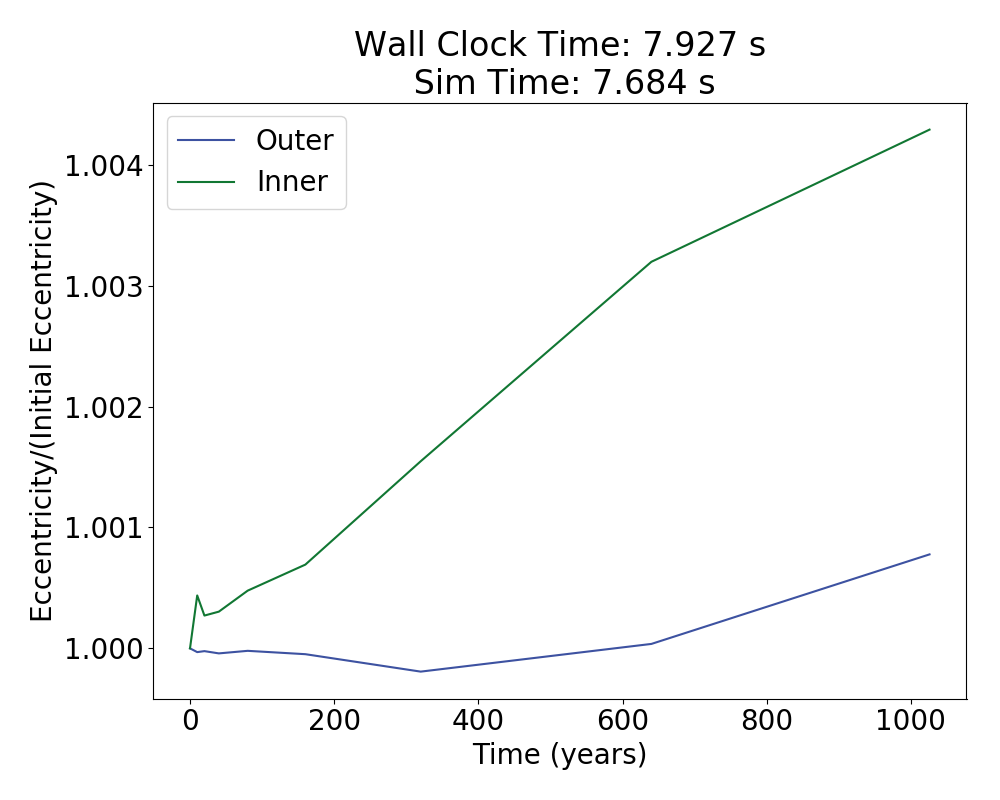 Wall Clock Time: 7.927 s
Sim Time: 7.684 s
Outer
Inner
1.004
1.003
1.002
1.001
1.000
Eccentricity/(Initial Eccentricity)
0
200
400
600
800
1000
Time (years)